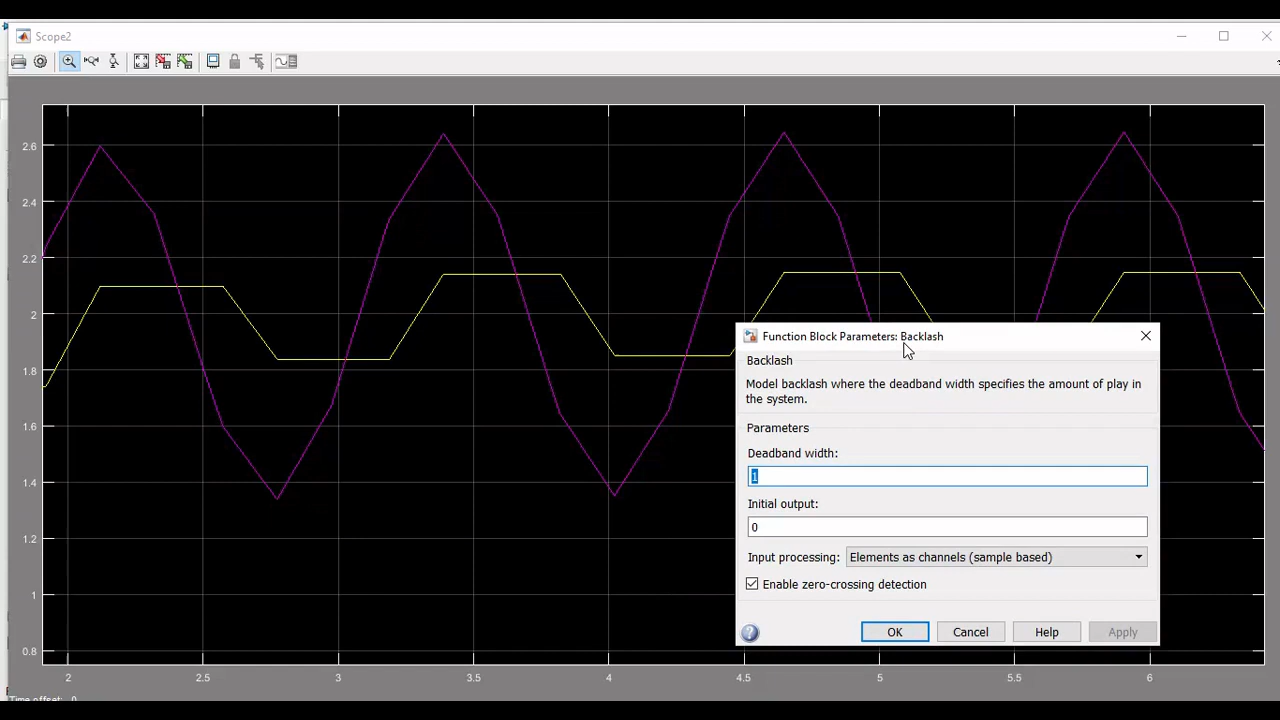 Scope2
2.6
2.4
2.2
2
1.8
1.6
1.4
1.2
1
0.8
2 2.5 3 3.5 4 4.5 5 5.5 6
Time offset: 0
Function Block Parameters: Backlash
Backlash
Model backlash where the deadband width specifies the amount of play in
the system.
Parameters
Deadband width:
1
Initial output:
0
Input processing: Elements as channels (sample based)
Enable zero-crossing detection
OK Cancel Help Apply